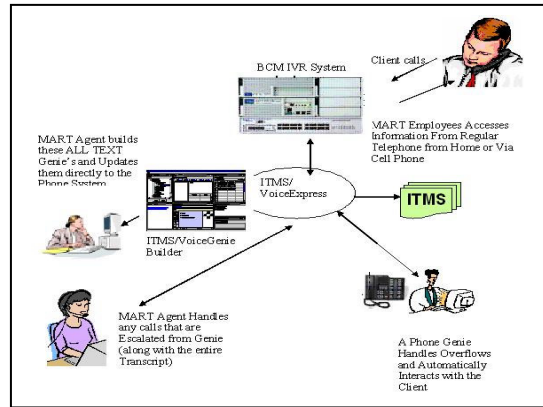 BCM IVR System
Client calls
MART Employees Accesses
Information From Regular
Telephone from Home or Via
Cell Phone
MART Agent builds
these ALL TEXT
Genie's and Updates
them directly to the
Phone System
ITMS/
VoiceExpress
ITMS
ITMS/VoiceGenie
Builder
MART Agent Handles
any calls that are
Escalated from Genie
(along with the entire
Transcript)
A Phone Genie
Handles Overflows
and Automatically
Interacts with the
Client